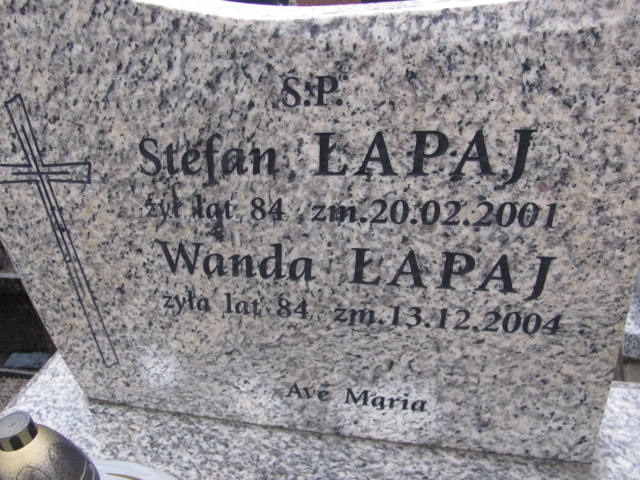 Ś.P.
Stefan ŁAPAJ
żył lat 84 zm.20.02.2001
Wanda ŁAPAJ
żyła lat 84 zm.13.12.2004
Ave Maria